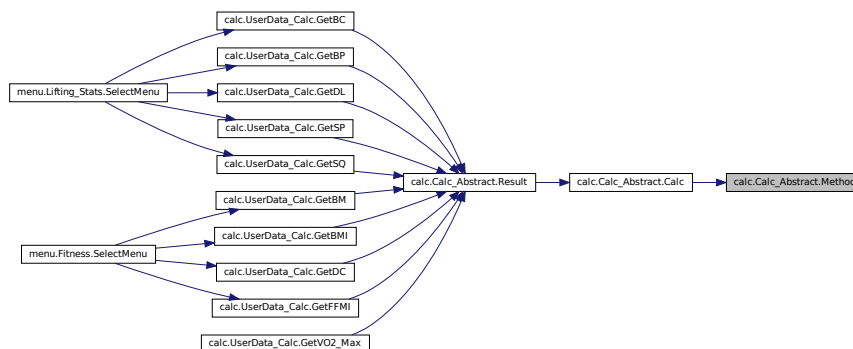 calc.UserData_Calc.GetBC
calc.UserData_Calc.GetBP
menu.Lifting_Stats.SelectMenu
calc.UserData_Calc.GetDL
calc.UserData_Calc.GetSP
calc.UserData_Calc.GetSQ
calc.Calc_Abstract.Result
calc.Calc_Abstract.Calc
calc.Calc_Abstract.Method
calc.UserData_Calc.GetBM
calc.UserData_Calc.GetBMI
menu.Fitness.SelectMenu
calc.UserData_Calc.GetDC
calc.UserData_Calc.GetFFMI
calc.UserData_Calc.GetVO2_Max